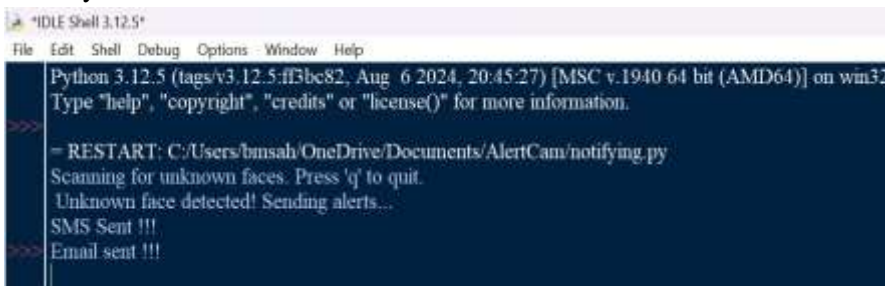 *IDLE Shell 3.12.5*
File Edit Shell Debug Options Window Help
Python 3.12.5 (tags/v3.12.5:ff3bc82, Aug 6 2024, 20:45:27) [MSC v.1940 64 bit (AMD64)] on win32
Type "help", "copyright", "credits" or "license()" for more information.
>>>
= RESTART: C:/Users/bmsah/OneDrive/Documents/AlertCam/notifying.py
Scanning for unknown faces. Press 'q' to quit.
Unknown face detected! Sending alerts...
SMS Sent !!!
>>> Email sent !!!